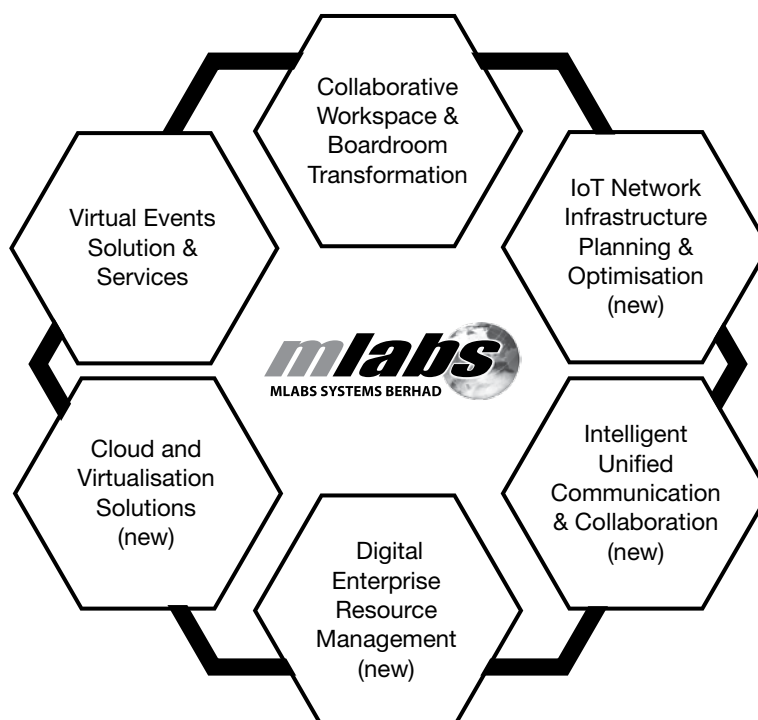 Collaborative
Workspace &
Boardroom
Transformation
IoT Network
Infrastructure
Planning &
Optimisation
(new)
Virtual Events
Solution &
Services
mlabs
MLABS SYSTEMS BERHAD
Intelligent
Unified
Communication
& Collaboration
(new)
Cloud and
Virtualisation
Solutions
(new)
Digital
Enterprise
Resource
Management
(new)